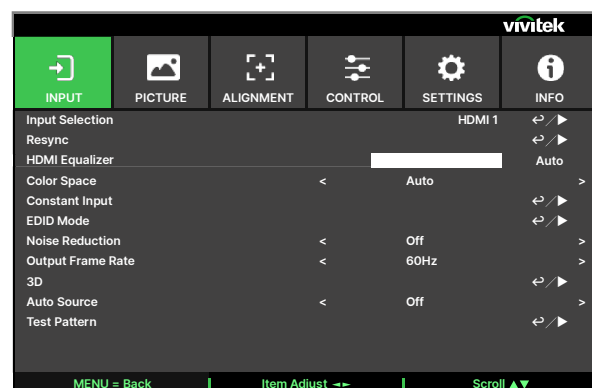 vivitek
INPUT PICTURE ALIGNMENT CONTROL SETTINGS INFO
Input Selection HDMI 1 ↩/▶
Resync ↩/▶
HDMI Equalizer Auto
Color Space < Auto >
Constant Input ↩/▶
EDID Mode ↩/▶
Noise Reduction < Off >
Output Frame Rate < 60Hz >
3D ↩/▶
Auto Source < Off >
Test Pattern ↩/▶
MENU = Back Item Adjust ◄► Scroll ▲▼